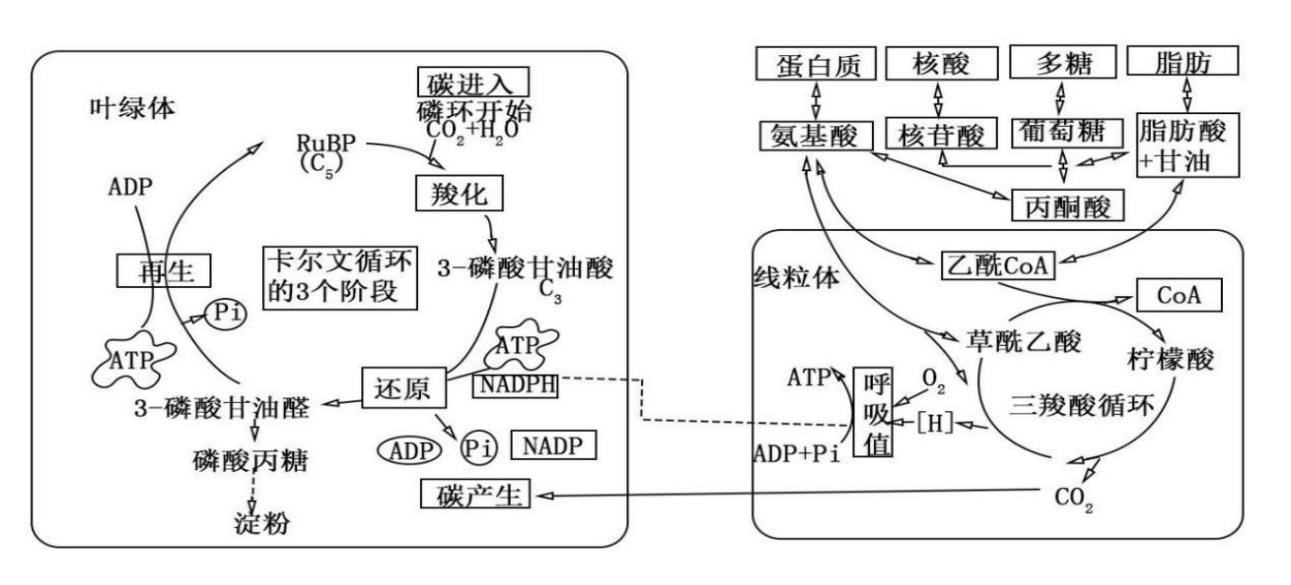 叶绿体
碳进入
磷环开始
CO₂+H₂O
RuBP
(C₅)
羧化
ADP
再生
卡尔文循环
的3个阶段
3-磷酸甘油酸
C₃
Pi
ATP
ATP
还原
NADPH
3-磷酸甘油醛
ADP
Pi
NADP
磷酸丙糖
碳产生
淀粉
蛋白质
核酸
多糖
脂肪
氨基酸
核苷酸
葡萄糖
脂肪酸
+甘油
丙酮酸
线粒体
乙酰CoA
CoA
草酰乙酸
柠檬酸
ATP
呼
吸
值
O₂
三羧酸循环
[H]
ADP+Pi
CO₂